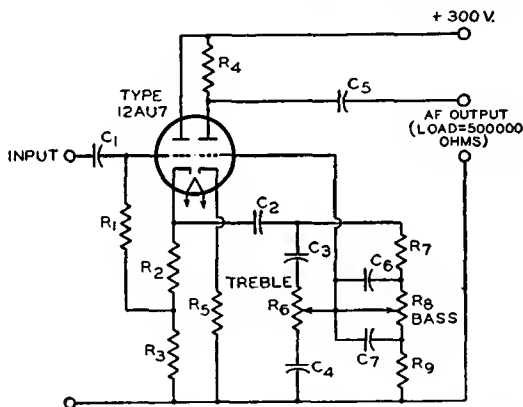 + 300 V.
R4
C5
TYPE
12AU7
AF OUTPUT
(LOAD=500000
OHMS)
C1
INPUT
C2
R1
R2
C3
R7
C6
TREBLE
R5
R6
R8
BASS
R3
C7
C4
R9